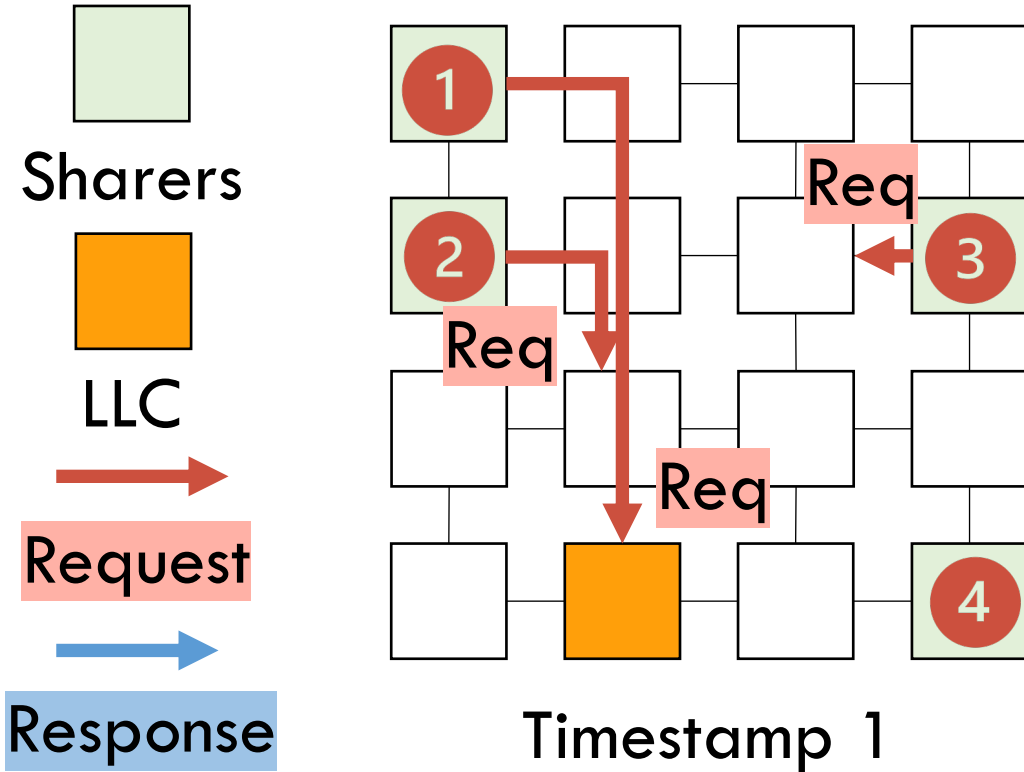 Sharers
LLC
Request
Response
1
2
3
4
Req
Req
Req
Timestamp 1